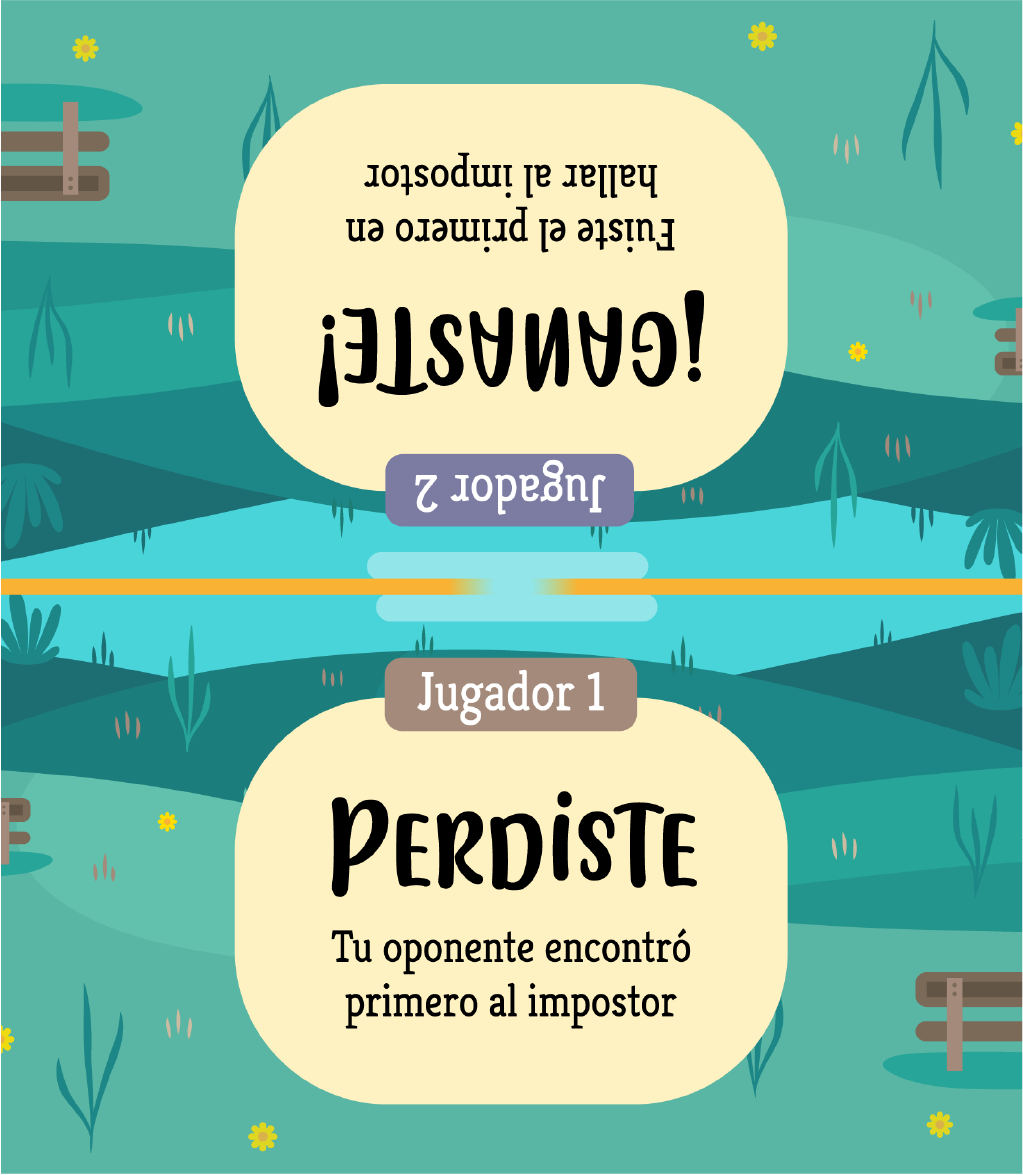 Jugador 2
¡GANASTE!
Fuiste el primero en
hallar al impostor
Jugador 1
PERDiSTE
Tu oponente encontró
primero al impostor